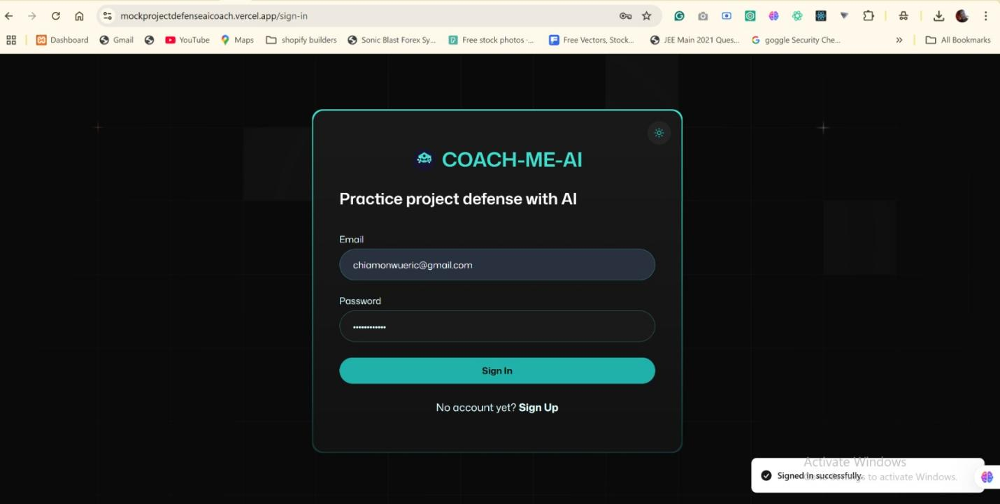 mockprojectdefenseaicoach.vercel.app/sign-in
Dashboard Gmail YouTube Maps shopify builders Sonic Blast Forex Sy... Free stock photos ·... Free Vectors, Stock... JEE Main 2021 Ques... goggle Security Che... » All Bookmarks
COACH-ME-AI
Practice project defense with AI
Email
chiamonwueric@gmail.com
Password
Sign In
No account yet? Sign Up
Activate Windows
Signed in successfully.
to activate Windows.